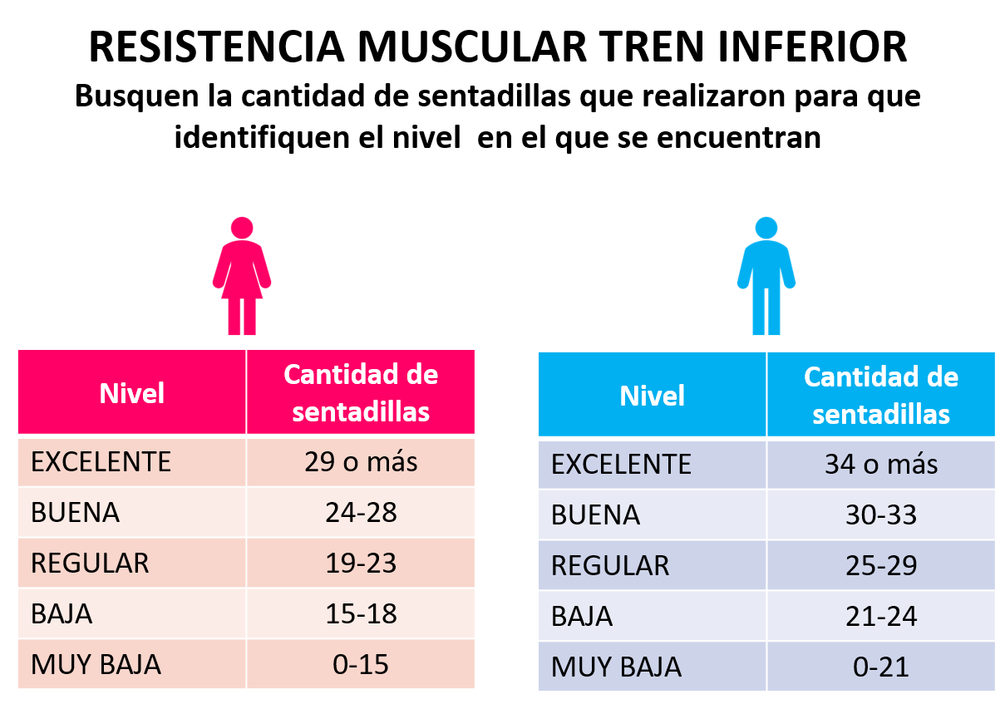 RESISTENCIA MUSCULAR TREN INFERIOR
Busquen la cantidad de sentadillas que realizaron para que
identifiquen el nivel  en el que se encuentran
Nivel
Cantidad de
sentadillas
EXCELENTE 29 o más
BUENA 24-28
REGULAR 19-23
BAJA 15-18
MUY BAJA 0-15
Nivel
Cantidad de
sentadillas
EXCELENTE 34 o más
BUENA 30-33
REGULAR 25-29
BAJA 21-24
MUY BAJA 0-21